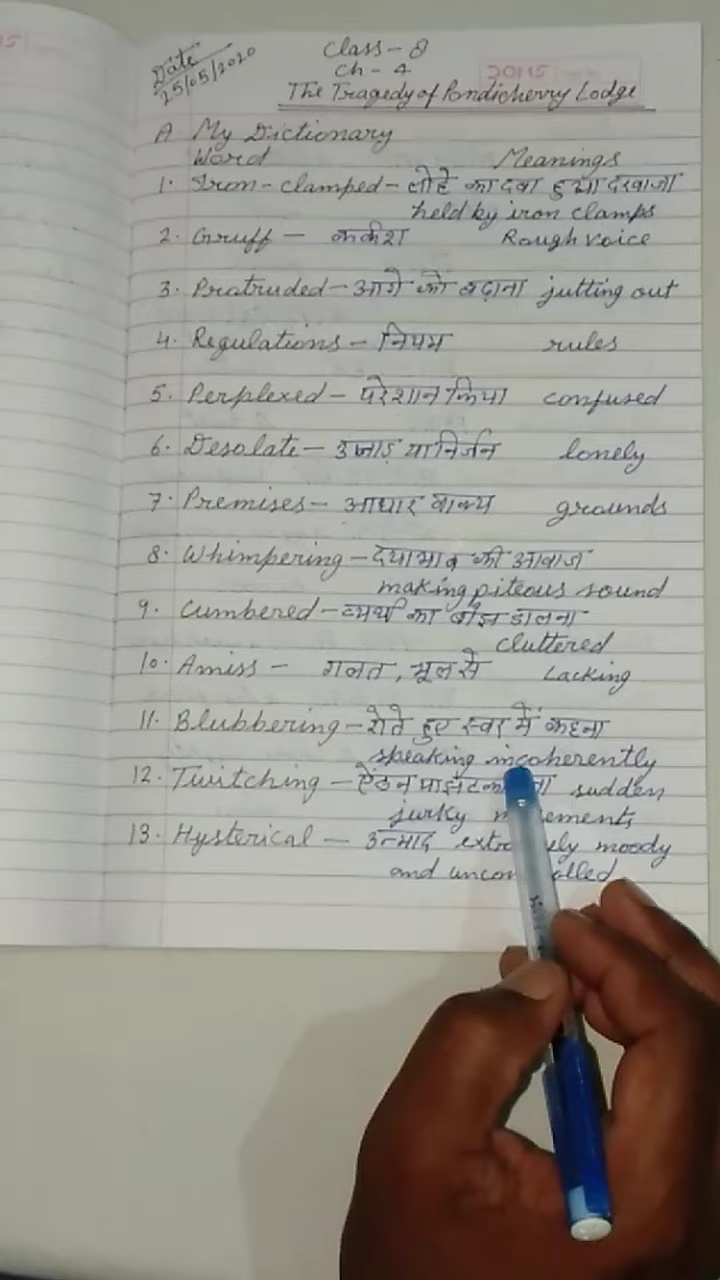 Date
25/05/2020
Class - 8
Ch - 4
The Tragedy of Pondicherry Lodge
A My Dictionary
Word Meanings
1. Iron - clamped - लोहे का दबा हुआ दरवाजा
held by iron clamps
2. Gruff - कर्कश Rough voice
3. Protruded - आगे को बढ़ाना jutting out
4. Regulations - नियम rules
5. Perplexed - परेशान किया confused
6. Desolate - उजाड़ या निर्जन lonely
7. Premises - आधार वाक्य grounds
8. Whimpering - दयाभाव की आवाज
making piteous sound
9. Cumbered - व्यर्थ का बोझ डालना
cluttered
10. Amiss - गलत, भूल से Lacking
11. Blubbering - रोते हुए स्वर में कहना
speaking incoherently
12. Twitching - ऐंठन या sudden
jerky
13. Hysterical - उन्माद moody
and